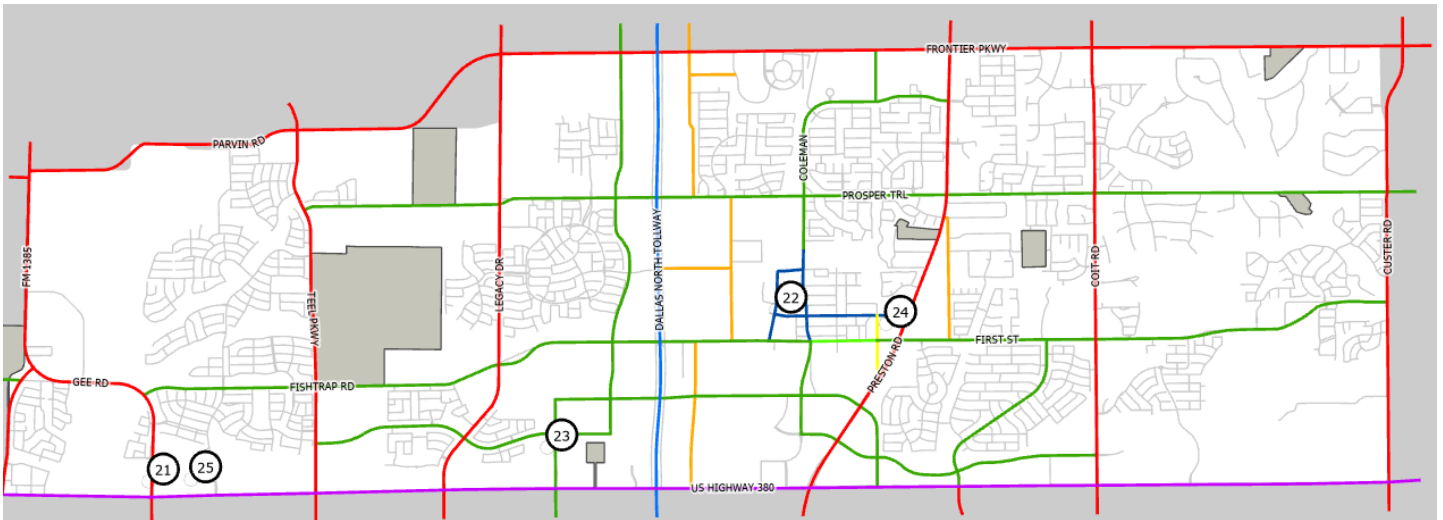 FRONTIER PKWY
PARVIN RD
COLEMAN
PROSPER TRL
FM 1385
TEEL PKWY
LEGACY DR
DALLAS NORTH TOLLWAY
COIT RD
CUSTER RD
22
24
FIRST ST
PRESTON RD
GEE RD
FISHTRAP RD
23
21
25
US HIGHWAY 380